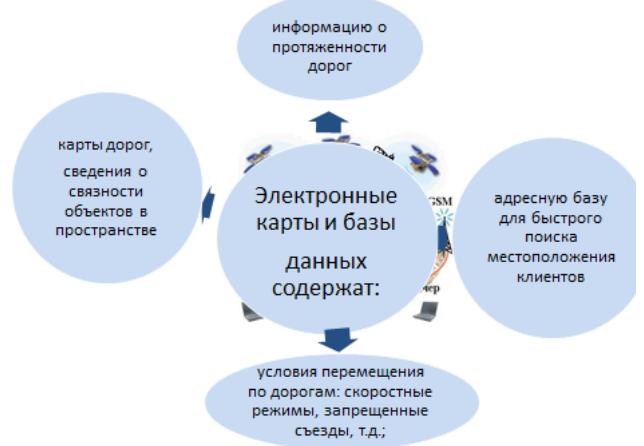 информацию о
протяженности
дорог
карты дорог,
сведения о
связности
объектов в
пространстве
Электронные
карты и базы
данных
содержат:
GSM
адресную базу
для быстрого
поиска
местоположения
клиентов
условия перемещения
по дорогам: скоростные
режимы, запрещенные
съезды, т.д.;